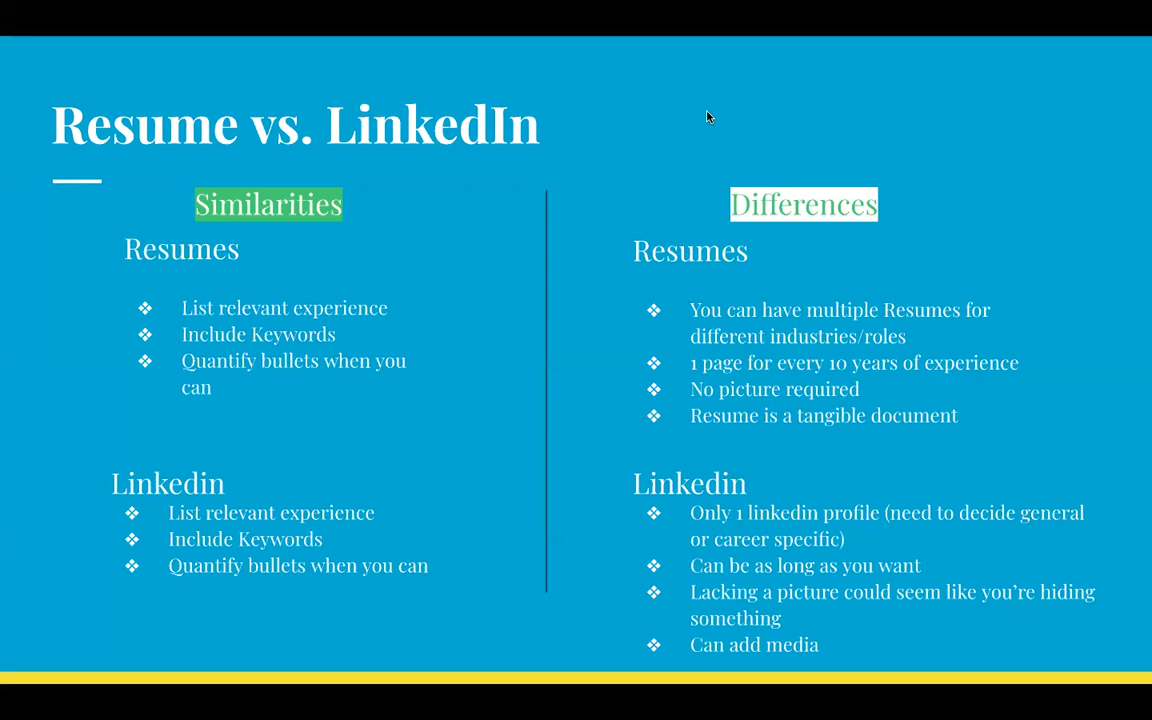 Resume vs. LinkedIn
Similarities
Resumes
❖ List relevant experience
❖ Include Keywords
❖ Quantify bullets when you
can
Linkedin
❖ List relevant experience
❖ Include Keywords
❖ Quantify bullets when you can
Differences
Resumes
❖ You can have multiple Resumes for
different industries/roles
❖ 1 page for every 10 years of experience
❖ No picture required
❖ Resume is a tangible document
Linkedin
❖ Only 1 linkedin profile (need to decide general
or career specific)
❖ Can be as long as you want
❖ Lacking a picture could seem like you’re hiding
something
❖ Can add media